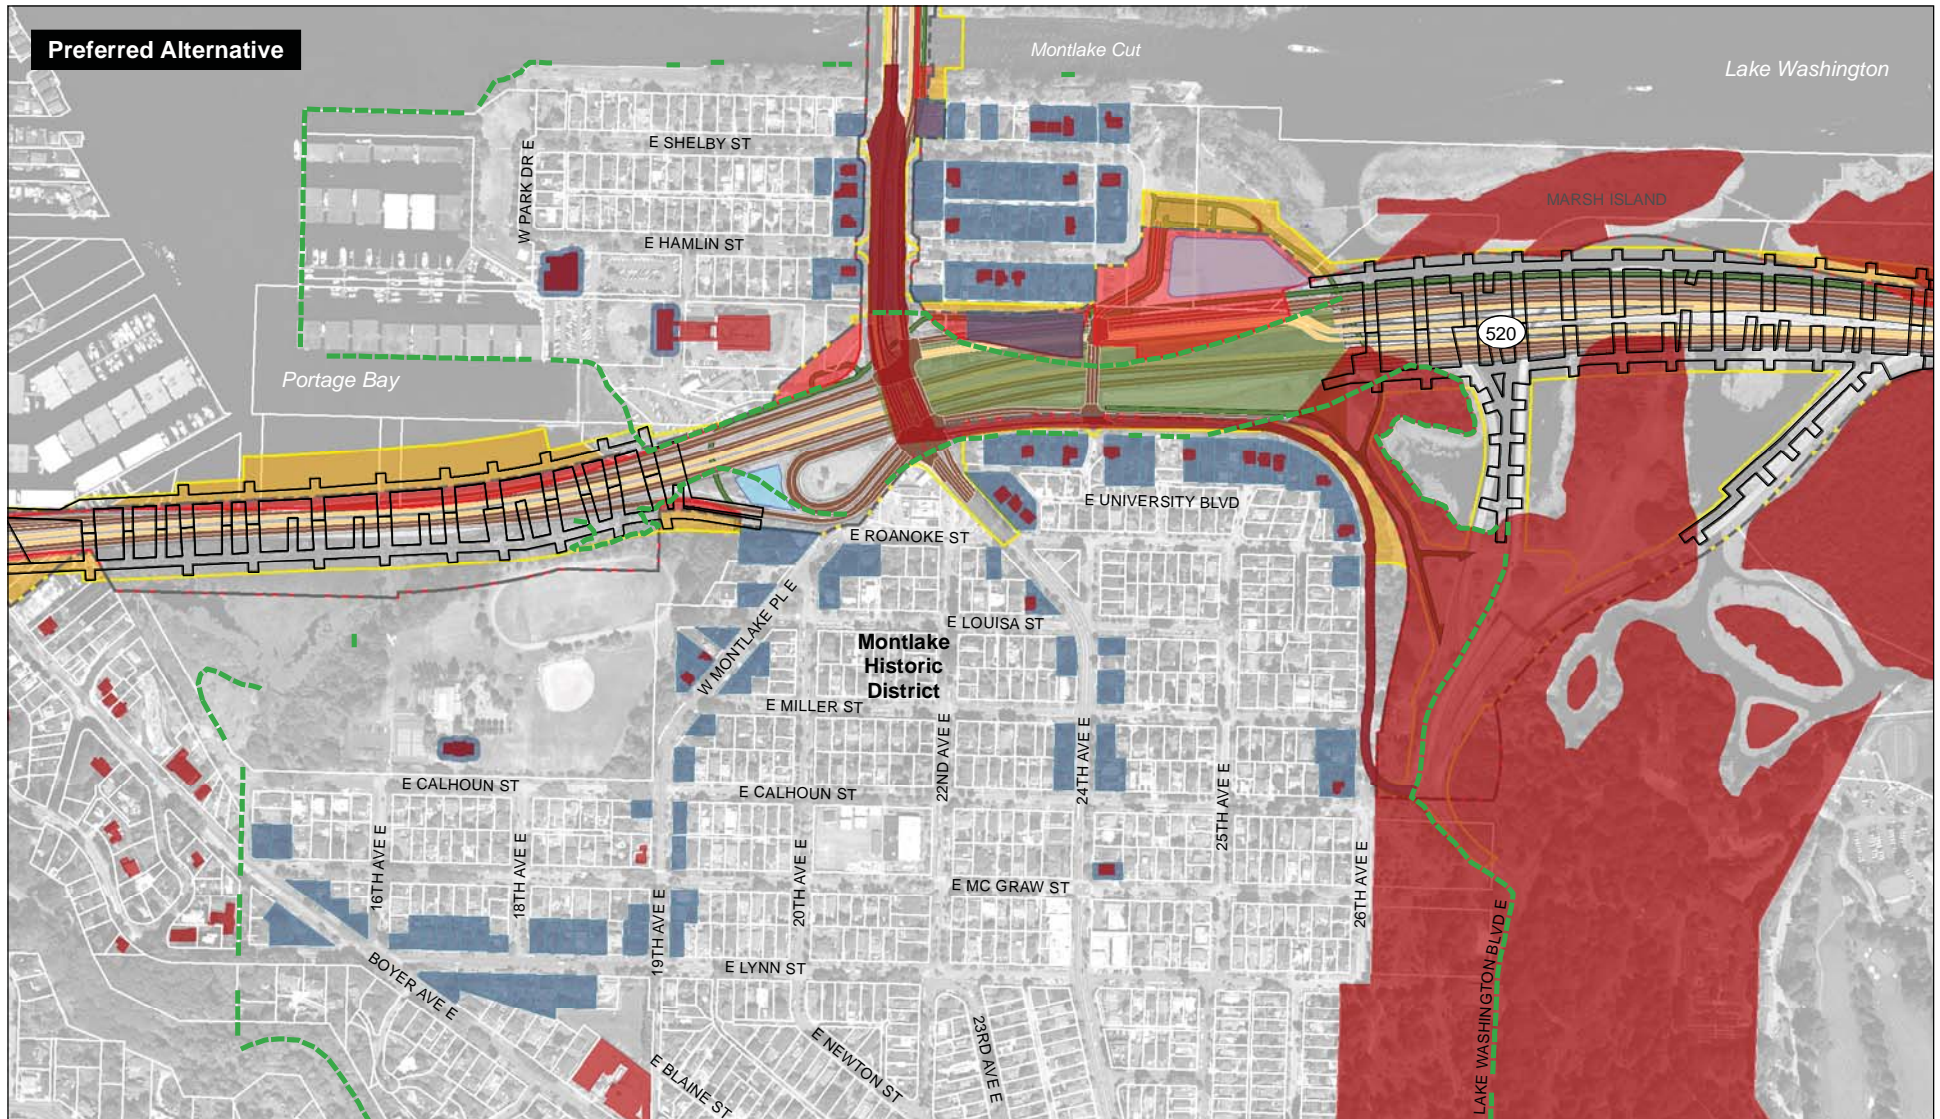 Preferred Alternative
Montlake Cut
Lake Washington
E SHELBY ST
W PARK DR E
MARSH ISLAND
E HAMLIN ST
520
Portage Bay
E UNIVERSITY BLVD
E ROANOKE ST
W MONTLAKE PL E
E LOUISA ST
Montlake
Historic
District
E MILLER ST
22ND AVE E
24TH AVE E
E CALHOUN ST
E CALHOUN ST
25TH AVE E
16TH AVE E
18TH AVE E
20TH AVE E
26TH AVE E
E MC GRAW ST
19TH AVE E
LAKE WASHINGTON BLVD E
E LYNN ST
BOYER AVE E
23RD AVE E
E NEWTON ST
E BLAINE ST